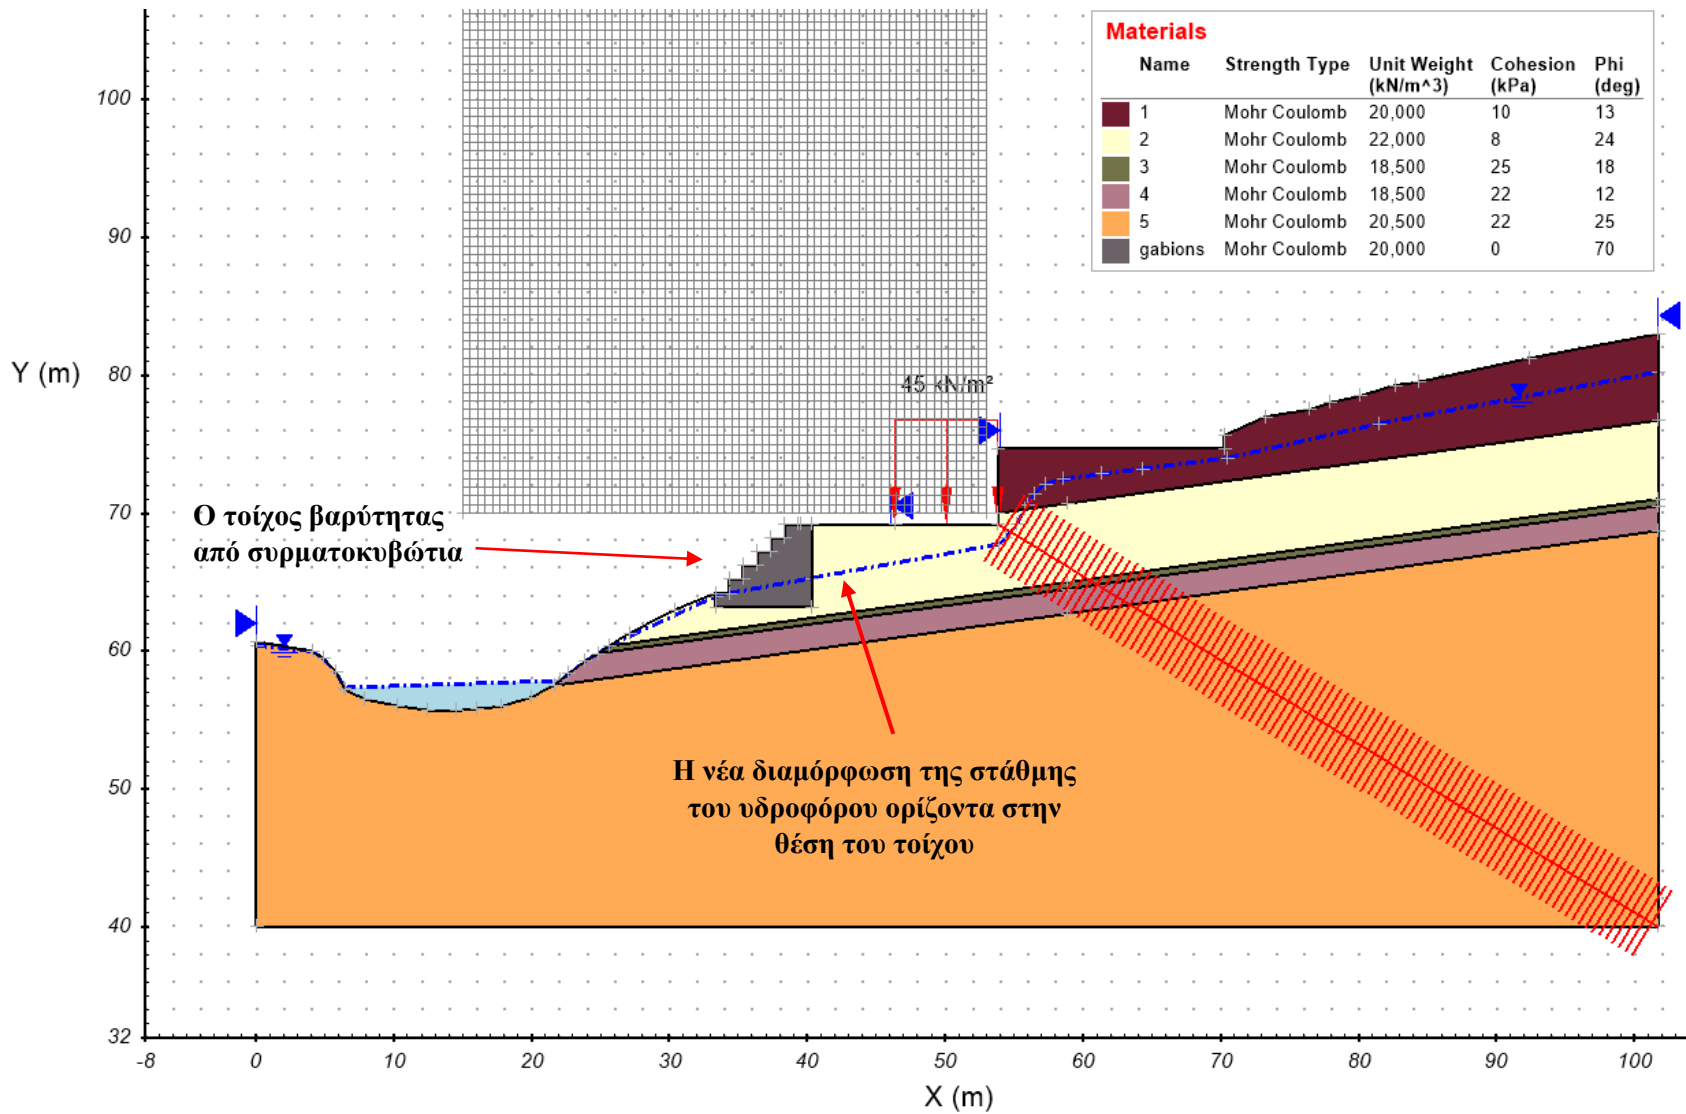 Materials
Name Strength Type Unit Weight (kN/m^3) Cohesion (kPa) Phi (deg)
1 Mohr Coulomb 20,000 10 13
2 Mohr Coulomb 22,000 8 24
3 Mohr Coulomb 18,500 25 18
4 Mohr Coulomb 18,500 22 12
5 Mohr Coulomb 20,500 22 25
gabions Mohr Coulomb 20,000 0 70
100
90
Y (m)
80
45 kN/m²
70
Ο τοίχος βαρύτητας
από συρματοκυβώτια
60
Η νέα διαμόρφωση της στάθμης
του υδροφόρου ορίζοντα στην
θέση του τοίχου
50
40
32
-8 0 10 20 30 40 50 60 70 80 90 100
X (m)